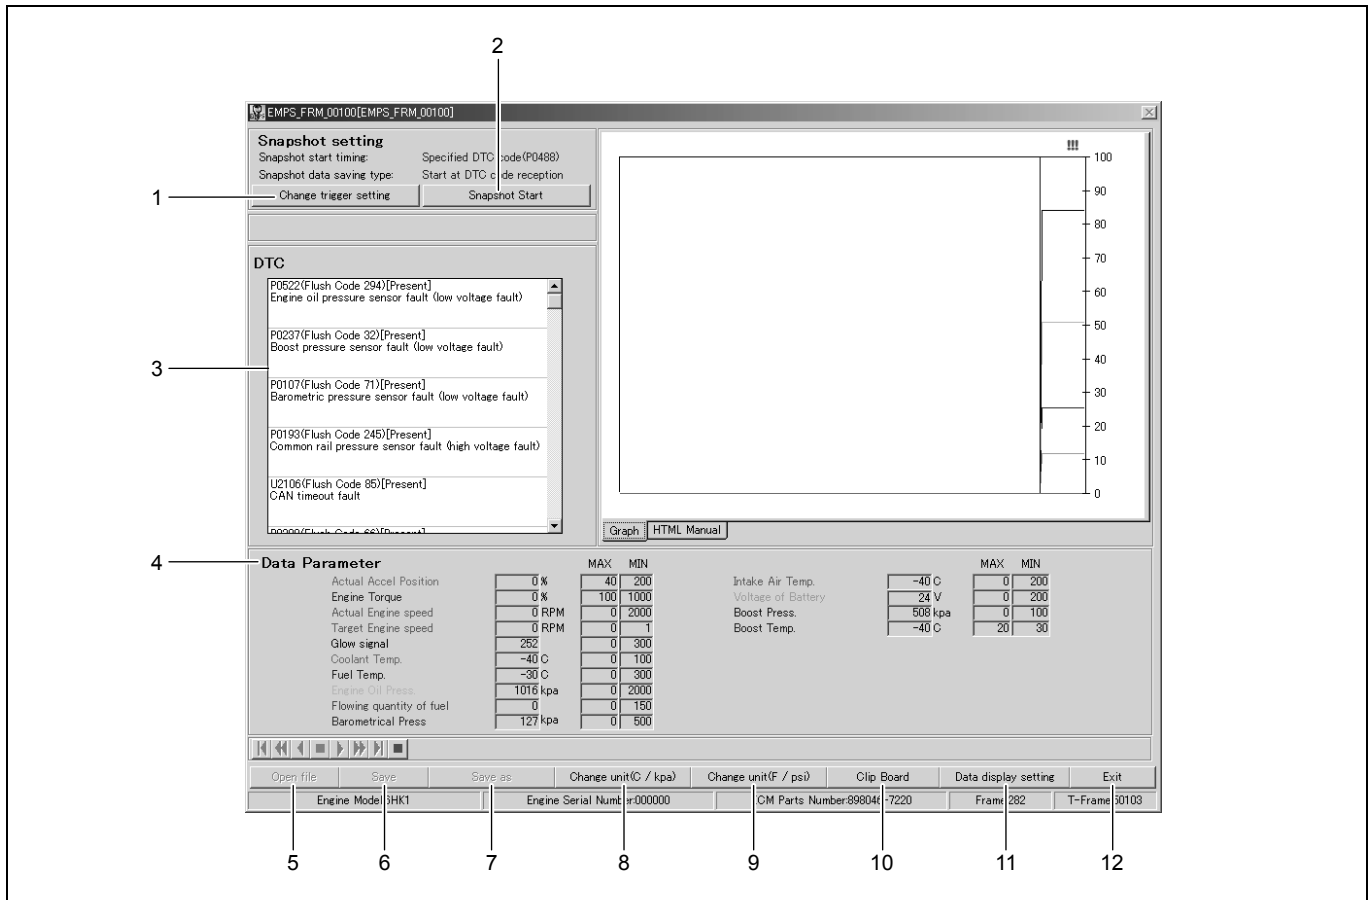 2
EMPS_FRM_00100[EMPS_FRM_00100]
Snapshot setting
Snapshot start timing: Specified DTC code(P0488)
Snapshot data saving type: Start at DTC code reception
1
Change trigger setting Snapshot Start
DTC
P0522(Flush Code 294)[Present]
Engine oil pressure sensor fault (low voltage fault)
P0237(Flush Code 32)[Present]
Boost pressure sensor fault (low voltage fault)
3
P0107(Flush Code 71)[Present]
Barometric pressure sensor fault (low voltage fault)
P0193(Flush Code 245)[Present]
Common rail pressure sensor fault (high voltage fault)
U2106(Flush Code 85)[Present]
CAN timeout fault
!!!
100
90
80
70
60
50
40
30
20
10
0
Graph HTML Manual
4
Data Parameter MAX MIN MAX MIN
Actual Accel Position 0 % 40 200 Intake Air Temp. -40 C 0 200
Engine Torque 0 % 100 1000 Voltage of Battery 24 V 0 200
Actual Engine speed 0 RPM 0 2000 Boost Press. 508 kpa 0 100
Target Engine speed 0 RPM 0 1 Boost Temp. -40 C 20 30
Glow signal 252 0 300
Coolant Temp. -40 C 0 100
Fuel Temp. -30 C 0 300
Engine Oil Press. 1016 kpa 0 2000
Flowing quantity of fuel 0 0 150
Barometrical Press 127 kpa 0 500
Open file Save Save as Change unit(C / kpa) Change unit(F / psi) Clip Board Data display setting Exit
Engine Model:6HK1 Engine Serial Number:000000 ECM Parts Number:898046-7220 Frame:282 T-Frame:60103
5 6 7 8 9 10 11 12